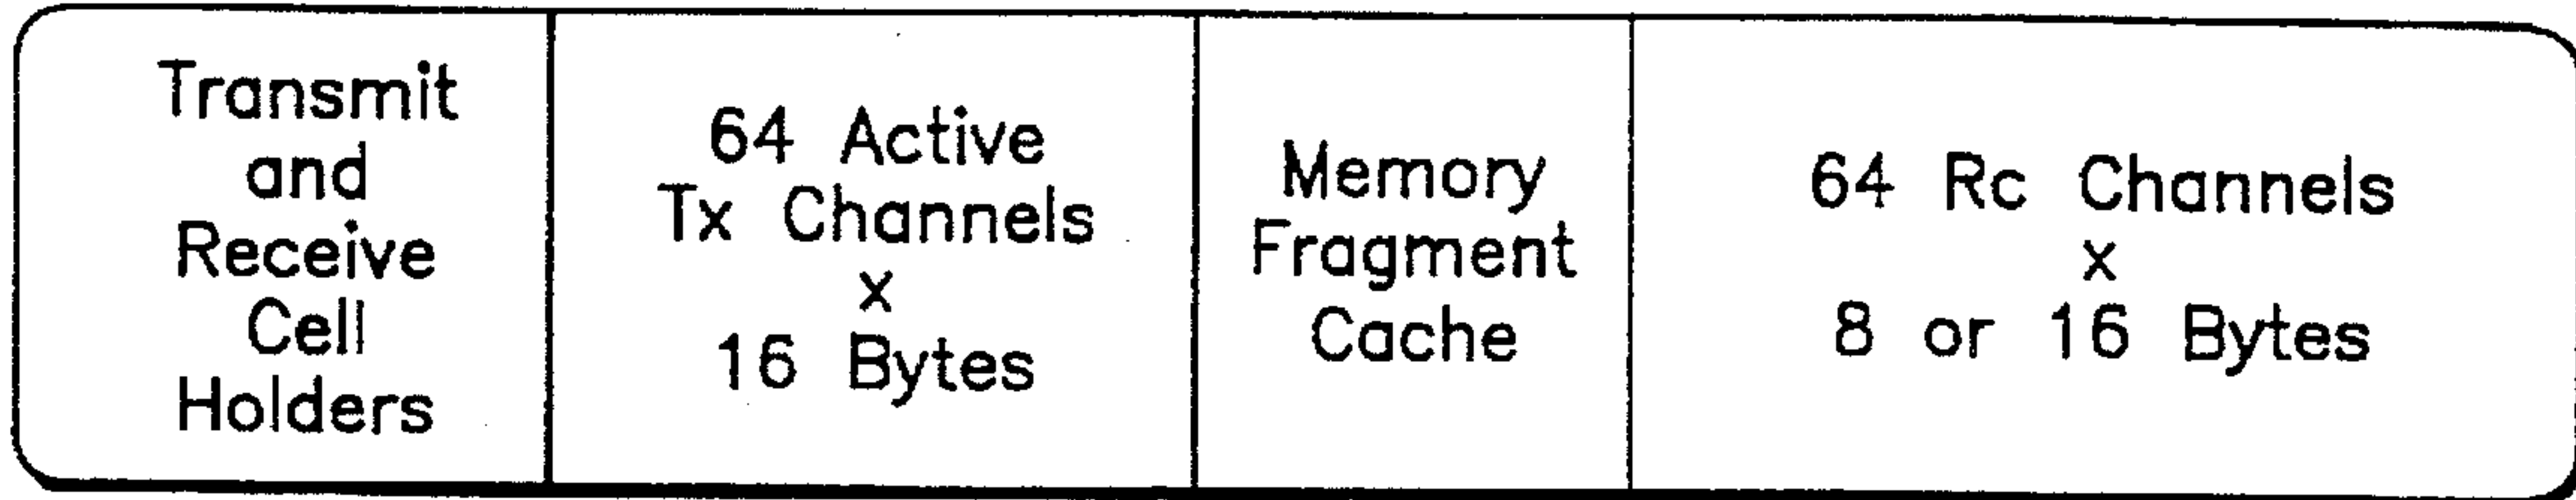 Transmit
and
Receive
Cell
Holders
64 Active
Tx Channels
x
16 Bytes
Memory
Fragment
Cache
64 Rc Channels
x
8 or 16 Bytes